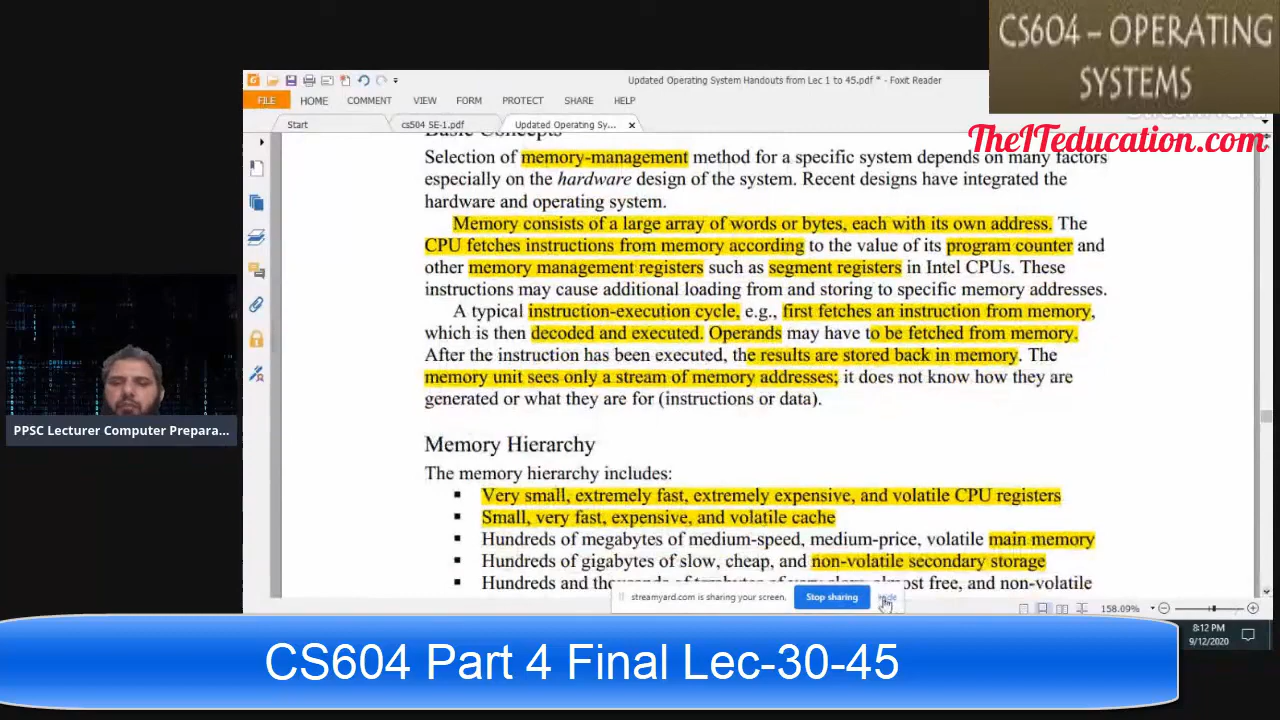 CS604 – OPERATING
SYSTEMS
TheITeducation.com
Updated Operating System Handouts from Lec 1 to 45.pdf * - Foxit Reader
FILE HOME COMMENT VIEW FORM PROTECT SHARE HELP
Start cs504 SE-1.pdf Updated Operating Sy... ×
Basic Concepts
Selection of memory-management method for a specific system depends on many factors
especially on the hardware design of the system. Recent designs have integrated the
hardware and operating system.
Memory consists of a large array of words or bytes, each with its own address. The
CPU fetches instructions from memory according to the value of its program counter and
other memory management registers such as segment registers in Intel CPUs. These
instructions may cause additional loading from and storing to specific memory addresses.
A typical instruction-execution cycle, e.g., first fetches an instruction from memory,
which is then decoded and executed. Operands may have to be fetched from memory.
After the instruction has been executed, the results are stored back in memory. The
memory unit sees only a stream of memory addresses; it does not know how they are
generated or what they are for (instructions or data).
Memory Hierarchy
The memory hierarchy includes:
▪ Very small, extremely fast, extremely expensive, and volatile CPU registers
▪ Small, very fast, expensive, and volatile cache
▪ Hundreds of megabytes of medium-speed, medium-price, volatile main memory
▪ Hundreds of gigabytes of slow, cheap, and non-volatile secondary storage
▪ Hundreds and thousands of terabytes of very slow, almost free, and non-volatile
PPSC Lecturer Computer Prepara...
streamyard.com is sharing your screen. Stop sharing Hide
158.09%
8:12 PM
9/12/2020
CS604 Part 4 Final Lec-30-45